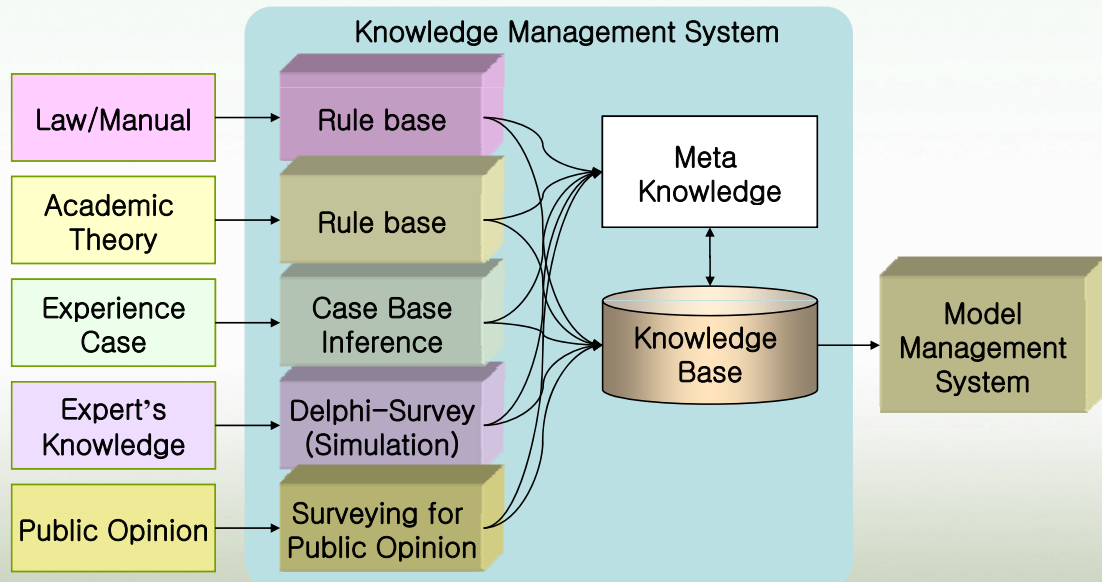 Knowledge Management System
Law/Manual
Rule base
Academic
Theory
Rule base
Experience
Case
Case Base
Inference
Expert's
Knowledge
Delphi-Survey
(Simulation)
Public Opinion
Surveying for
Public Opinion
Meta
Knowledge
Knowledge
Base
Model
Management
System